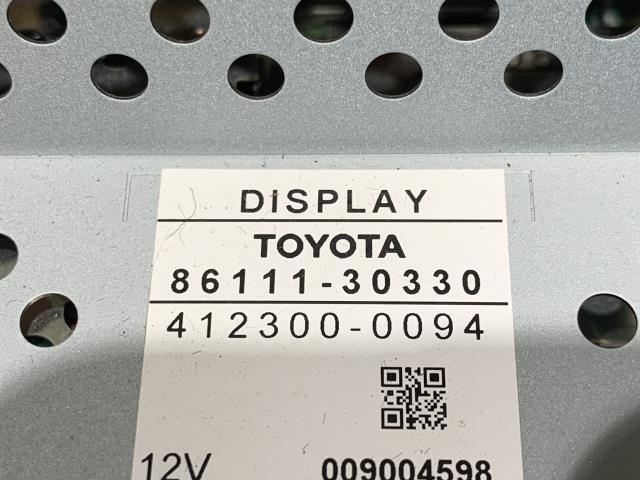 DISPLAY
TOYOTA
86111-30330
412300-0094
12V 009004598